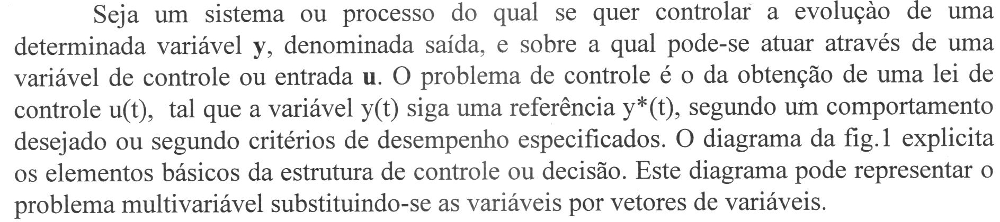 Seja um sistema ou processo do qual se quer controlar a evolução de uma
determinada variável y, denominada saída, e sobre a qual pode-se atuar através de uma
variável de controle ou entrada u. O problema de controle é o da obtenção de uma lei de
controle u(t), tal que a variável y(t) siga uma referência y*(t), segundo um comportamento
desejado ou segundo critérios de desempenho especificados. O diagrama da fig.1 explicita
os elementos básicos da estrutura de controle ou decisão. Este diagrama pode representar o
problema multivariável substituindo-se as variáveis por vetores de variáveis.